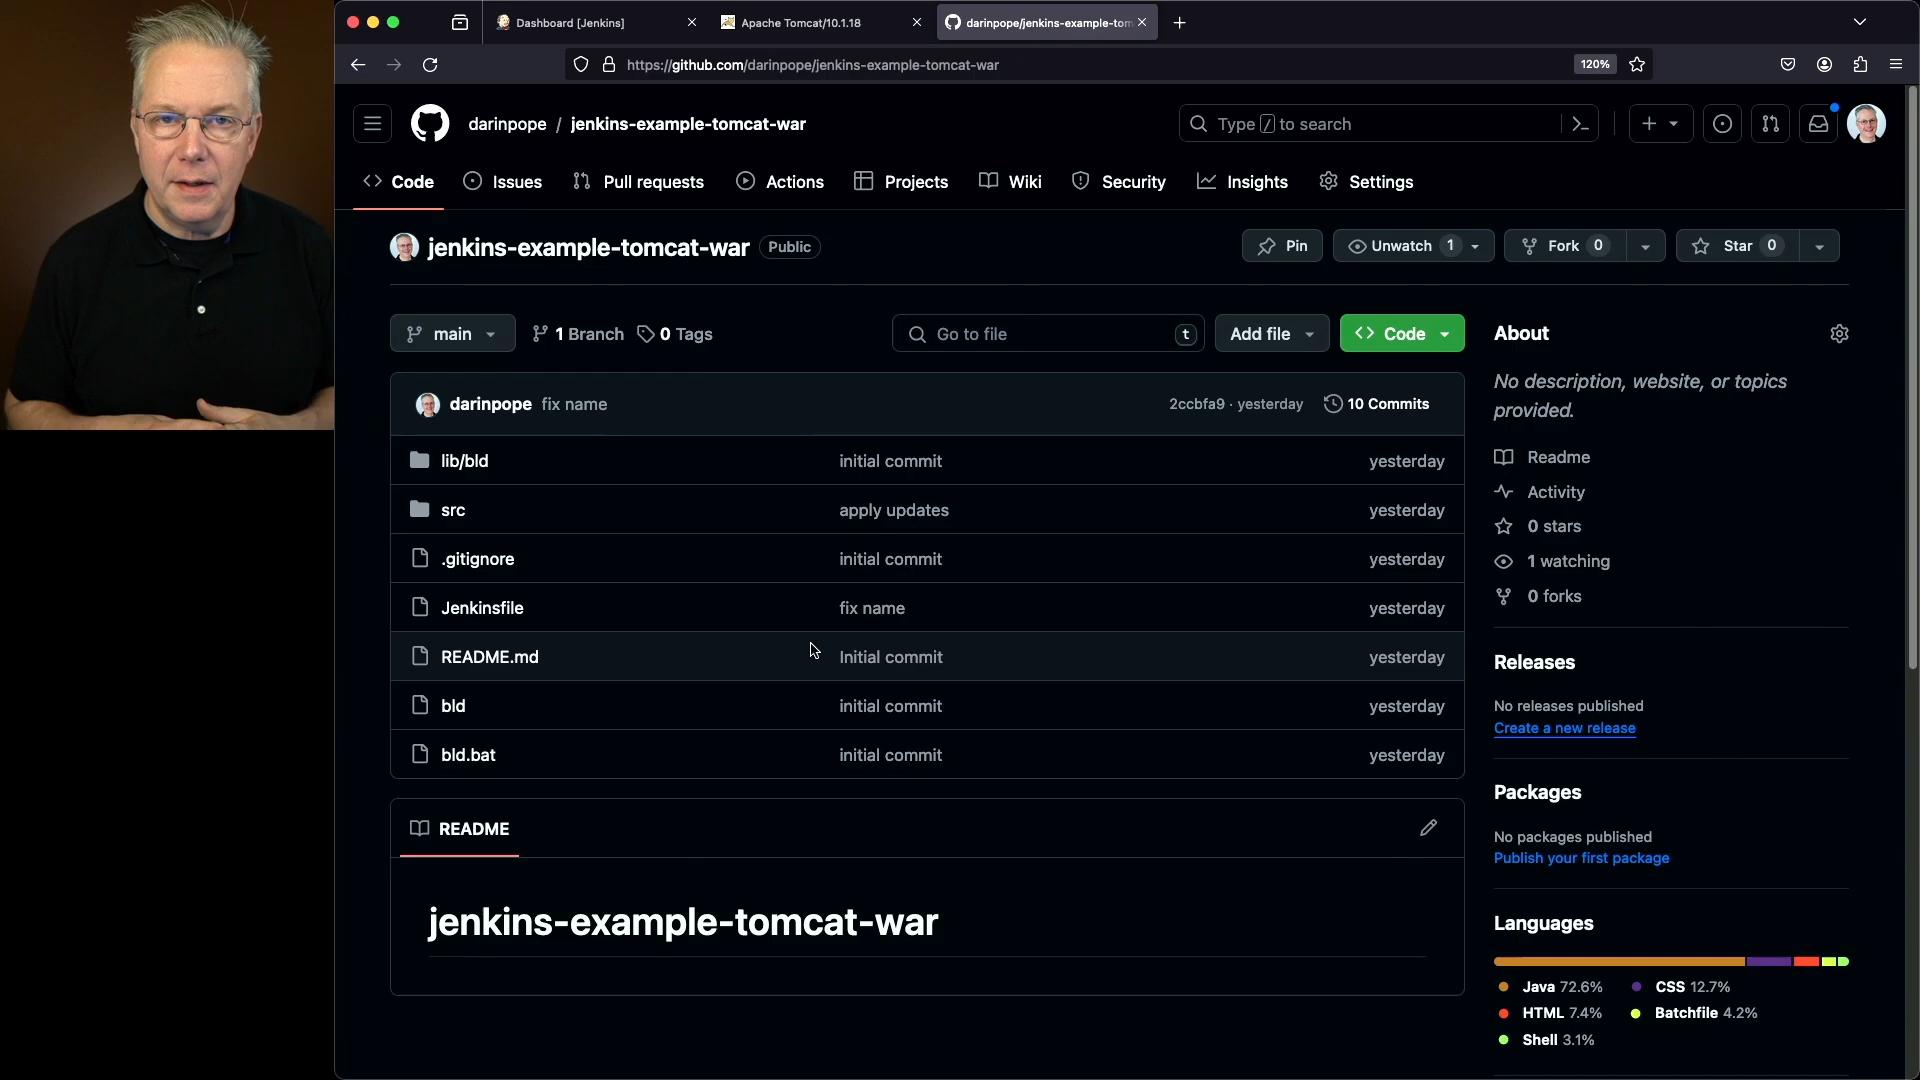 Dashboard [Jenkins]
Apache Tomcat/10.1.18
darinpope/jenkins-example-tom
https://github.com/darinpope/jenkins-example-tomcat-war
120%
darinpope / jenkins-example-tomcat-war
Type / to search
Code
Issues
Pull requests
Actions
Projects
Wiki
Security
Insights
Settings
jenkins-example-tomcat-war Public
Pin
Unwatch 1
Fork 0
Star 0
main
1 Branch
0 Tags
Go to file t
Add file
Code
darinpope fix name 2ccbfa9 · yesterday 10 Commits
lib/bld initial commit yesterday
src apply updates yesterday
.gitignore initial commit yesterday
Jenkinsfile fix name yesterday
README.md Initial commit yesterday
bld initial commit yesterday
bld.bat initial commit yesterday
README
jenkins-example-tomcat-war
About
No description, website, or topics
provided.
Readme
Activity
0 stars
1 watching
0 forks
Releases
No releases published
Create a new release
Packages
No packages published
Publish your first package
Languages
Java 72.6% CSS 12.7%
HTML 7.4% Batchfile 4.2%
Shell 3.1%